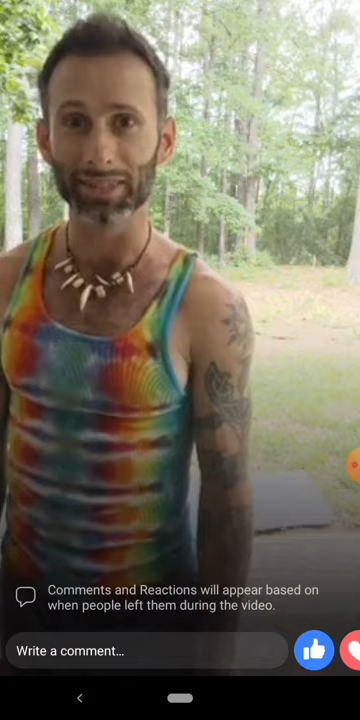 Comments and Reactions will appear based on
when people left them during the video.
Write a comment...